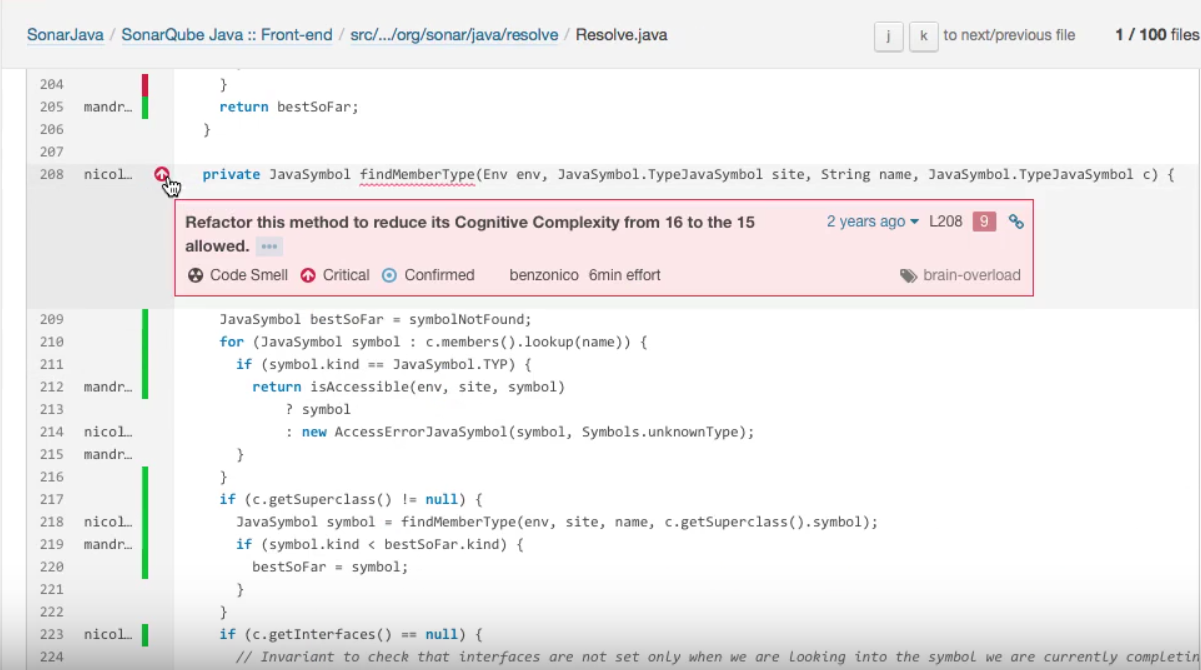 SonarJava / SonarQube Java :: Front-end / src/.../org/sonar/java/resolve / Resolve.java j k to next/previous file 1 / 100 files
204 }
205 mandr… return bestSoFar;
206 }
207
208 nicol… private JavaSymbol findMemberType(Env env, JavaSymbol.TypeJavaSymbol site, String name, JavaSymbol.TypeJavaSymbol c) {
Refactor this method to reduce its Cognitive Complexity from 16 to the 15 2 years ago L208 9
allowed. •••
Code Smell Critical Confirmed benzonico 6min effort brain-overload
209 JavaSymbol bestSoFar = symbolNotFound;
210 for (JavaSymbol symbol : c.members().lookup(name)) {
211 if (symbol.kind == JavaSymbol.TYP) {
212 mandr… return isAccessible(env, site, symbol)
213 ? symbol
214 nicol… : new AccessErrorJavaSymbol(symbol, Symbols.unknownType);
215 mandr… }
216 }
217 if (c.getSuperclass() != null) {
218 nicol… JavaSymbol symbol = findMemberType(env, site, name, c.getSuperclass().symbol);
219 mandr… if (symbol.kind < bestSoFar.kind) {
220 bestSoFar = symbol;
221 }
222 }
223 nicol… if (c.getInterfaces() == null) {
224 // Invariant to check that interfaces are not set only when we are looking into the symbol we are currently completi